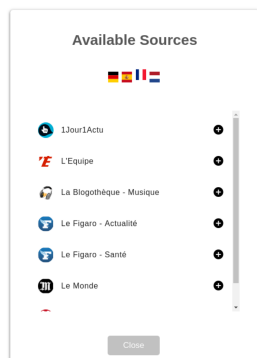 Available Sources
1Jour1Actu
L'Equipe
La Blogothèque - Musique
Le Figaro - Actualité
Le Figaro - Santé
Le Monde
Close